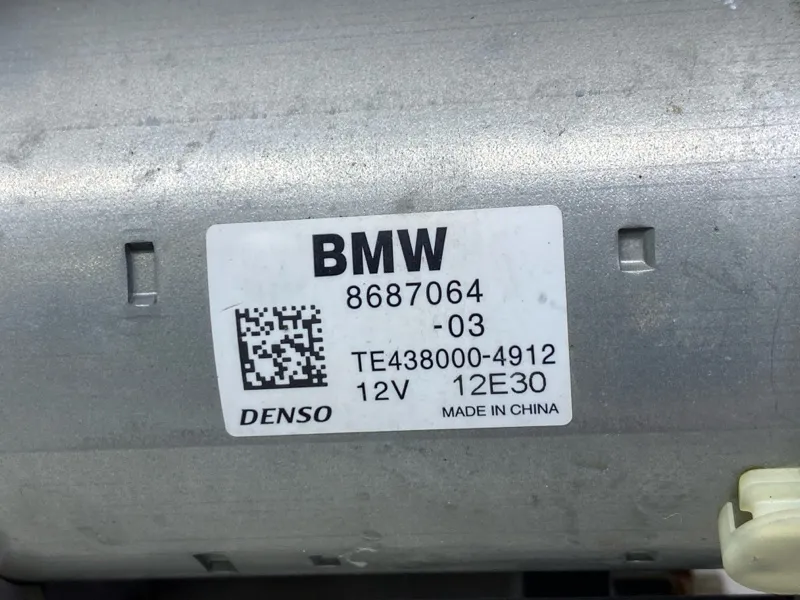 BMW
8687064
-03
TE438000-4912
12V 12E30
DENSO MADE IN CHINA